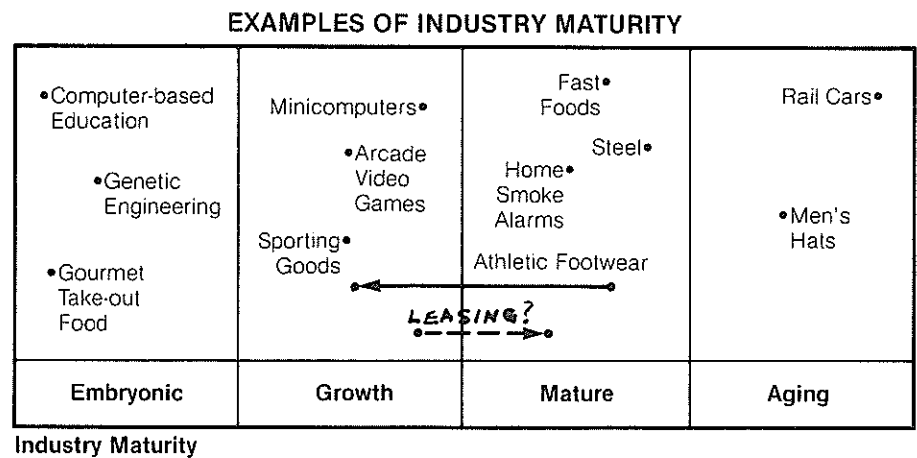 EXAMPLES OF INDUSTRY MATURITY
Computer-based
Education
Genetic
Engineering
Gourmet
Take-out
Food
Minicomputers
Arcade
Video
Games
Sporting
Goods
Fast
Foods
Steel
Home
Smoke
Alarms
Athletic Footwear
LEASING?
Rail Cars
Men's
Hats
Embryonic
Growth
Mature
Aging
Industry Maturity